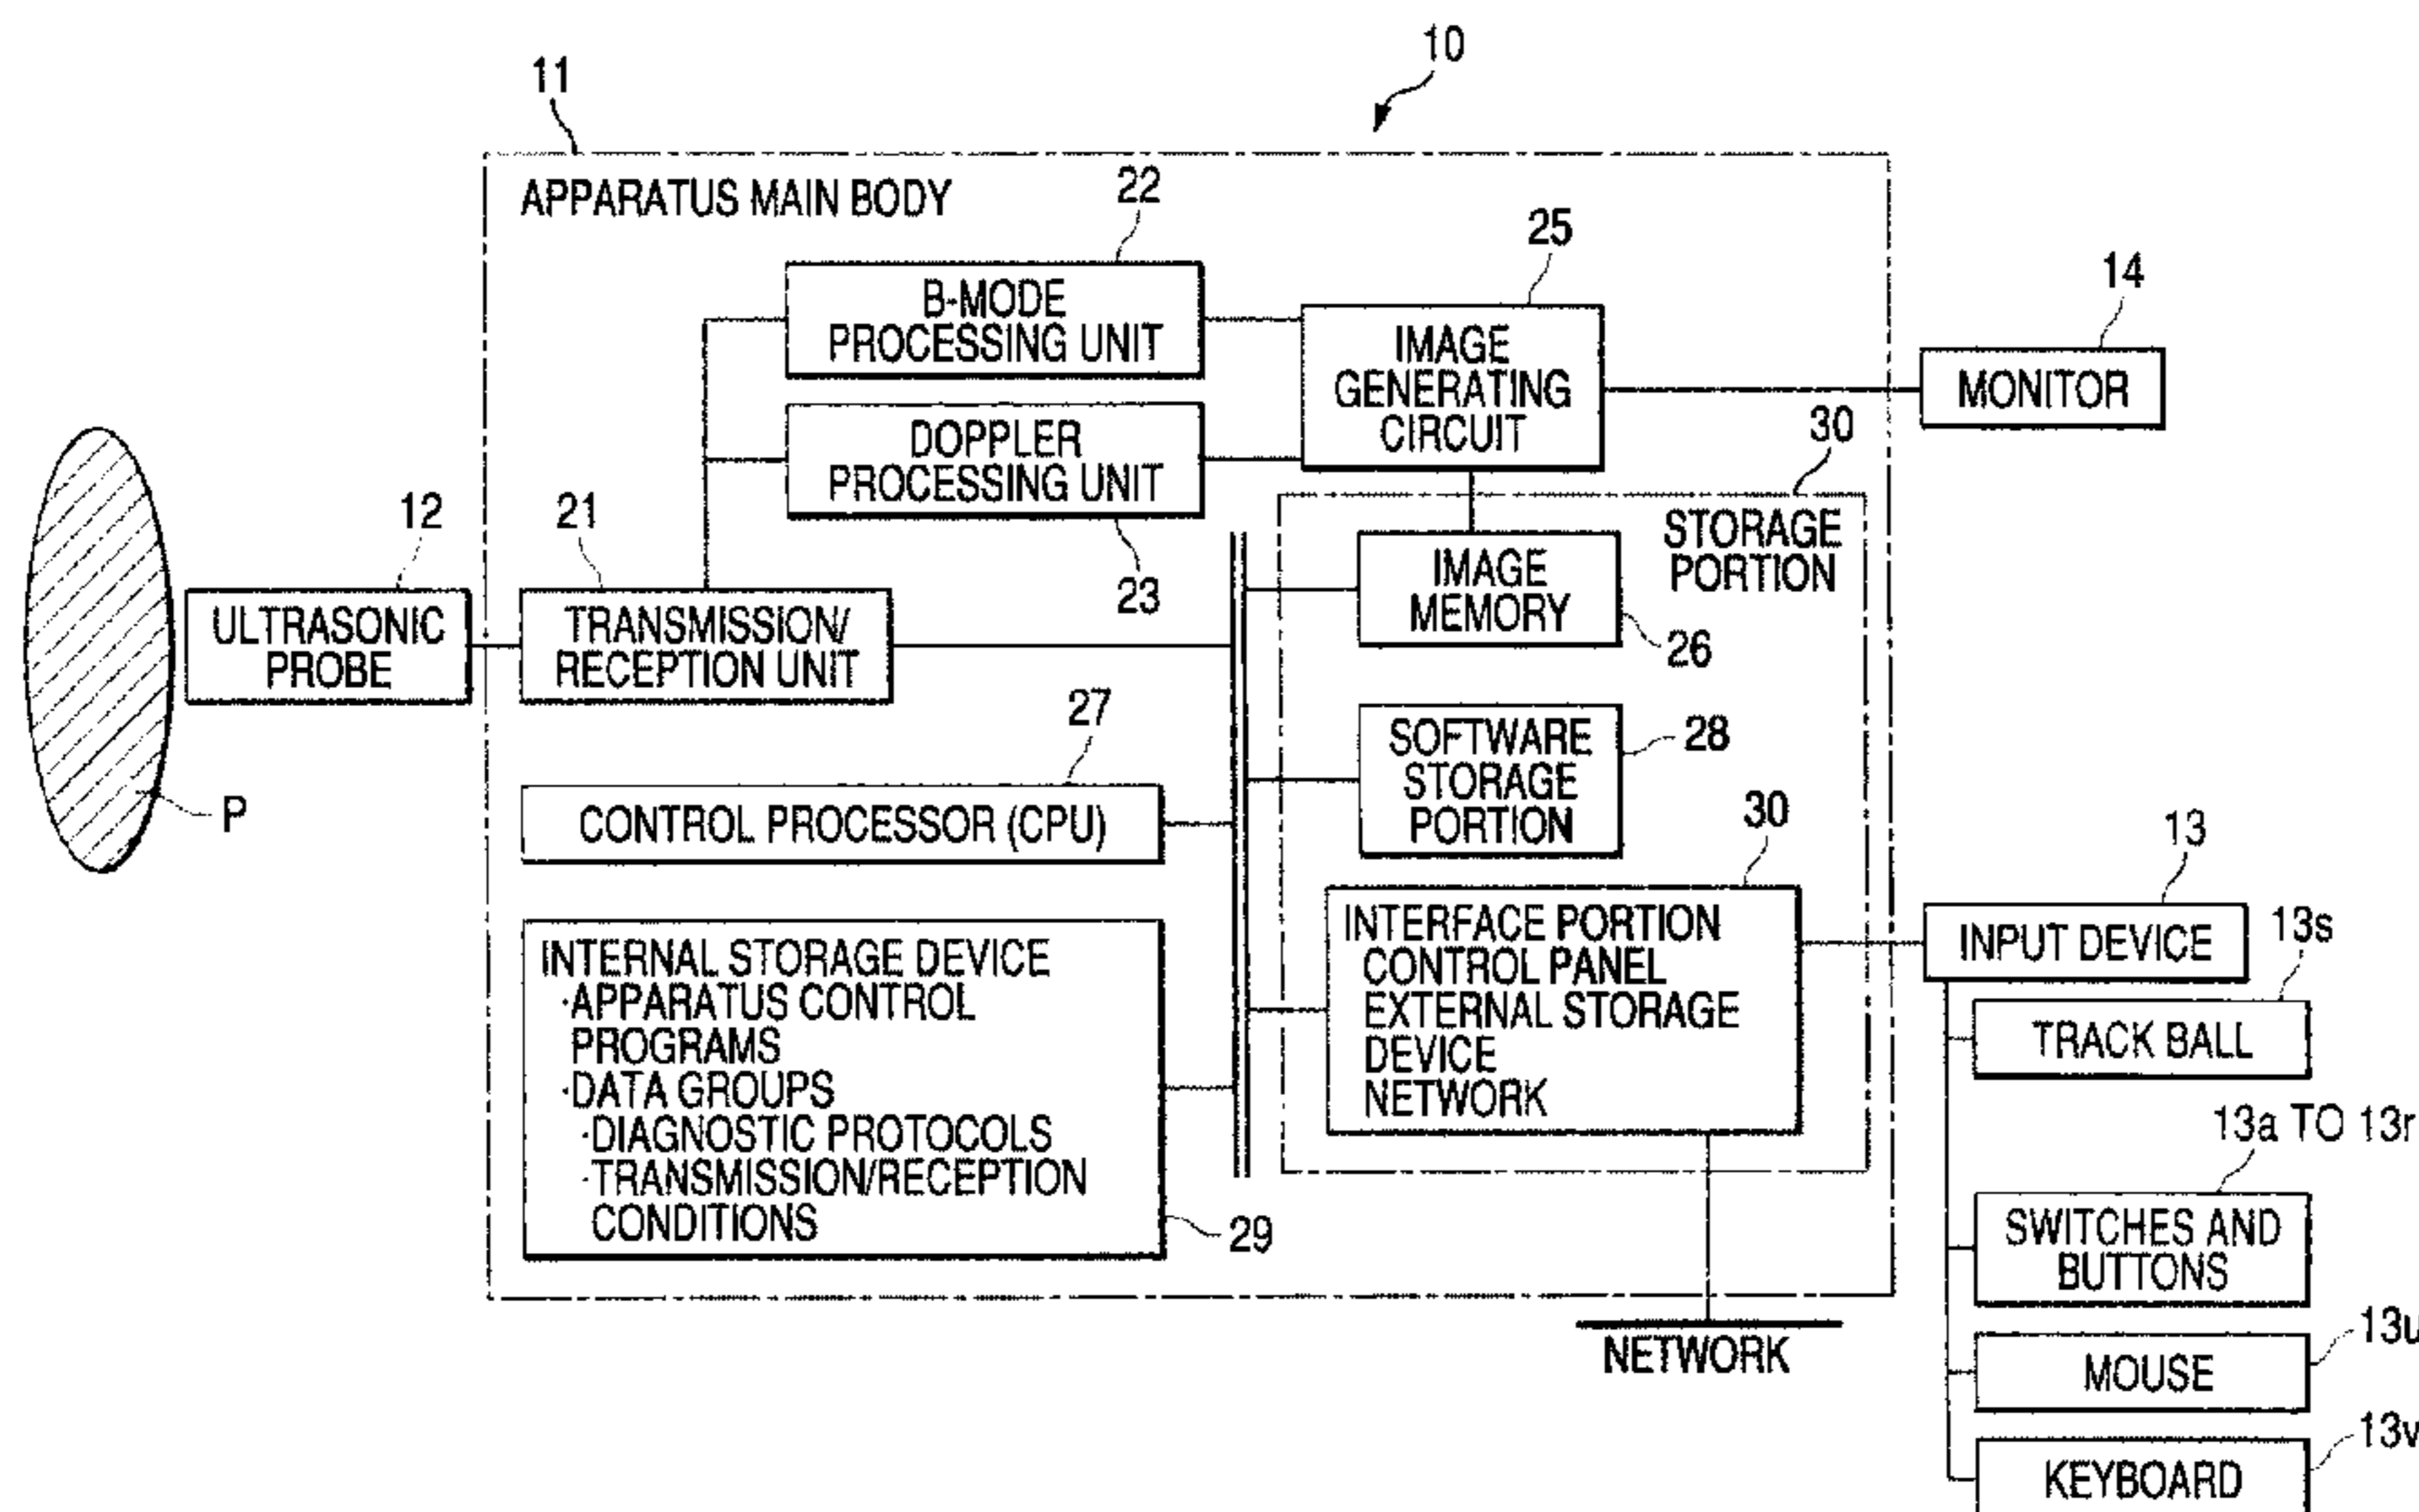 10
11
APPARATUS MAIN BODY
22
B-MODE
PROCESSING UNIT
25
IMAGE
GENERATING
CIRCUIT
14
MONITOR
DOPPLER
PROCESSING UNIT
23
30
STORAGE
PORTION
12
ULTRASONIC
PROBE
21
TRANSMISSION/
RECEPTION UNIT
IMAGE
MEMORY
26
P
27
CONTROL PROCESSOR (CPU)
SOFTWARE
STORAGE
PORTION
28
INTERNAL STORAGE DEVICE
·APPARATUS CONTROL
PROGRAMS
·DATA GROUPS
·DIAGNOSTIC PROTOCOLS
·TRANSMISSION/RECEPTION
CONDITIONS
29
30
INTERFACE PORTION
CONTROL PANEL
EXTERNAL STORAGE
DEVICE
NETWORK
NETWORK
13
INPUT DEVICE
13s
TRACK BALL
13a TO 13r
SWITCHES AND
BUTTONS
13u
MOUSE
13v
KEYBOARD